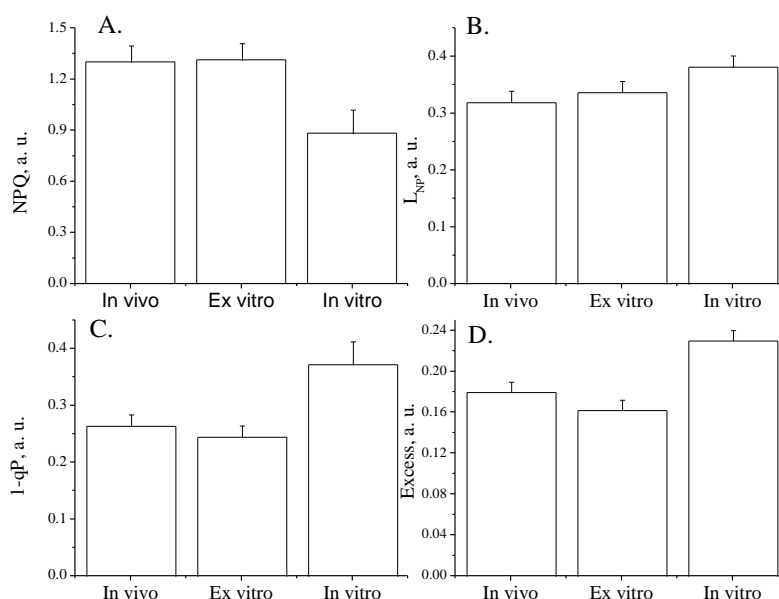 A.
NPQ, a. u.
1.5
1.2
0.9
0.6
0.3
0.0
In vivo Ex vitro In vitro
B.
L_NP, a. u.
0.4
0.3
0.2
0.1
0.0
In vivo Ex vitro In vitro
C.
1-qP, a. u.
0.4
0.3
0.2
0.1
0.0
In vivo Ex vitro In vitro
D.
Excess, a. u.
0.24
0.20
0.16
0.12
0.08
0.04
0.00
In vivo Ex vitro In vitro